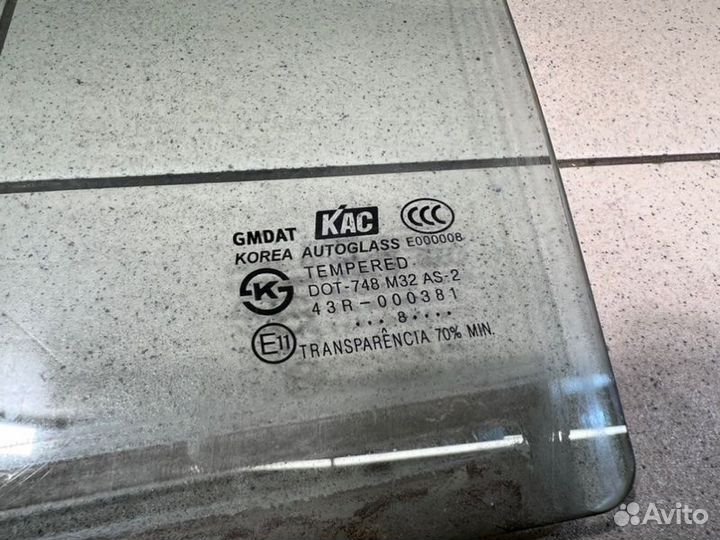 GMDAT KAC CCC
KOREA AUTOGLASS E000008
TEMPERED
DOT-748 M32 AS-2
43R-000381
... 8 ....
E11 TRANSPARÊNCIA 70% MIN.
Avito